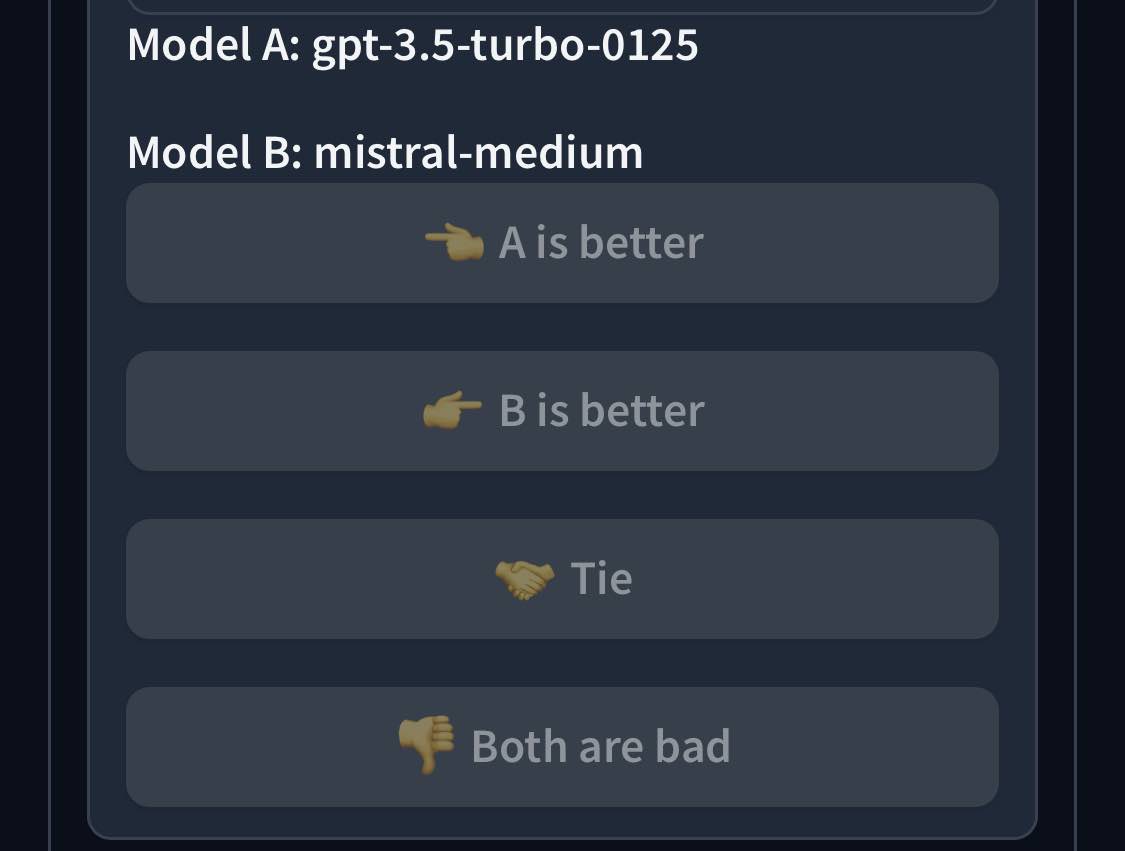 Model A: gpt-3.5-turbo-0125
Model B: mistral-medium
👈 A is better
👉 B is better
🤝 Tie
👎 Both are bad